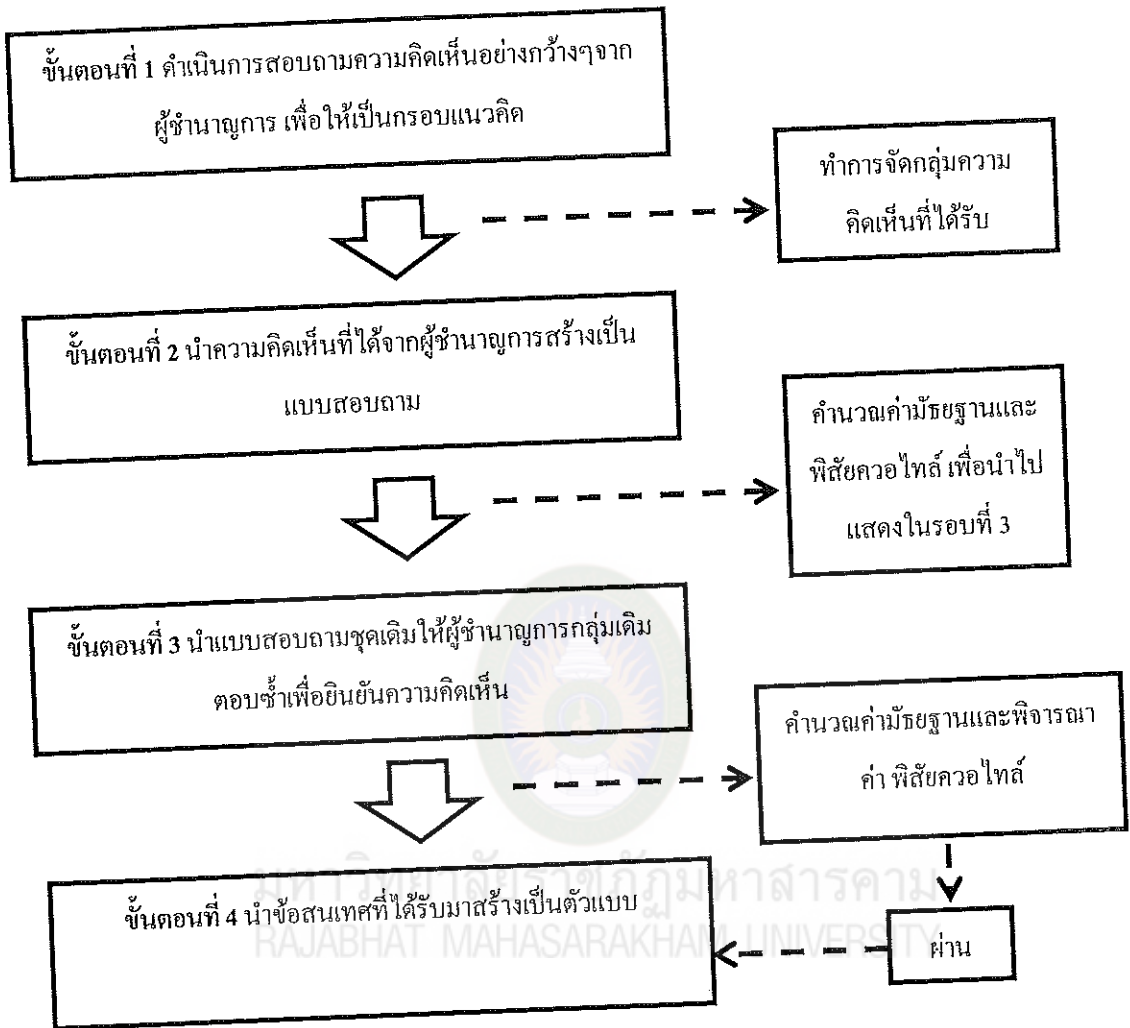 ขั้นตอนที่ 1 ดำเนินการสอบถามความคิดเห็นอย่างกว้างๆจาก
ผู้ชำนาญการ เพื่อให้เป็นกรอบแนวคิด
ทำการจัดกลุ่มความ
คิดเห็นที่ได้รับ
ขั้นตอนที่ 2 นำความคิดเห็นที่ได้จากผู้ชำนาญการสร้างเป็น
แบบสอบถาม
คำนวณค่ามัธยฐานและ
พิสัยควอไทล์ เพื่อนำไป
แสดงในรอบที่ 3
ขั้นตอนที่ 3 นำแบบสอบถามชุดเดิมให้ผู้ชำนาญการกลุ่มเดิม
ตอบซ้ำเพื่อยืนยันความคิดเห็น
คำนวณค่ามัธยฐานและพิจารณา
ค่า พิสัยควอไทล์
ขั้นตอนที่ 4 นำข้อสนเทศที่ได้รับมาสร้างเป็นตัวแบบ
ผ่าน
มหาวิทยาลัยราชภัฏมหาสารคาม
RAJABHAT MAHASARAKHAM UNIVERSITY